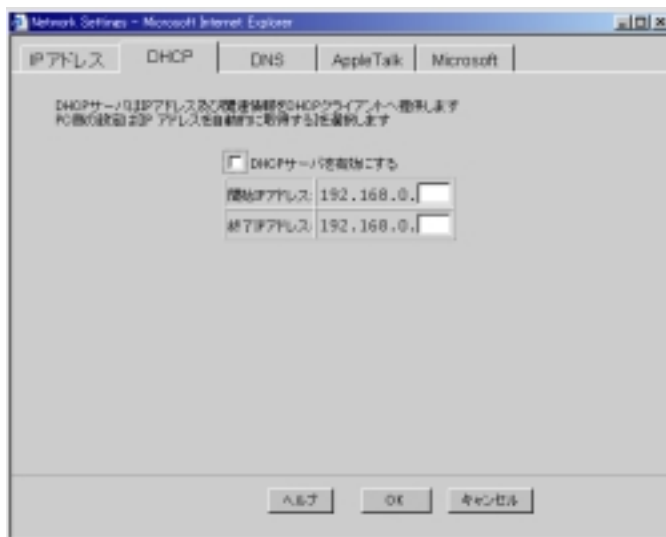 Network Settings - Microsoft Internet Explorer
IPアドレス DHCP DNS AppleTalk Microsoft
DHCPサーバはIPアドレス及び関連情報をDHCPクライアントへ提供します
PC側の設定はIP アドレスを自動的に取得する]を選択します
DHCPサーバを有効にする
開始IPアドレス: 192.168.0.
終了IPアドレス: 192.168.0.
ヘルプ OK キャンセル